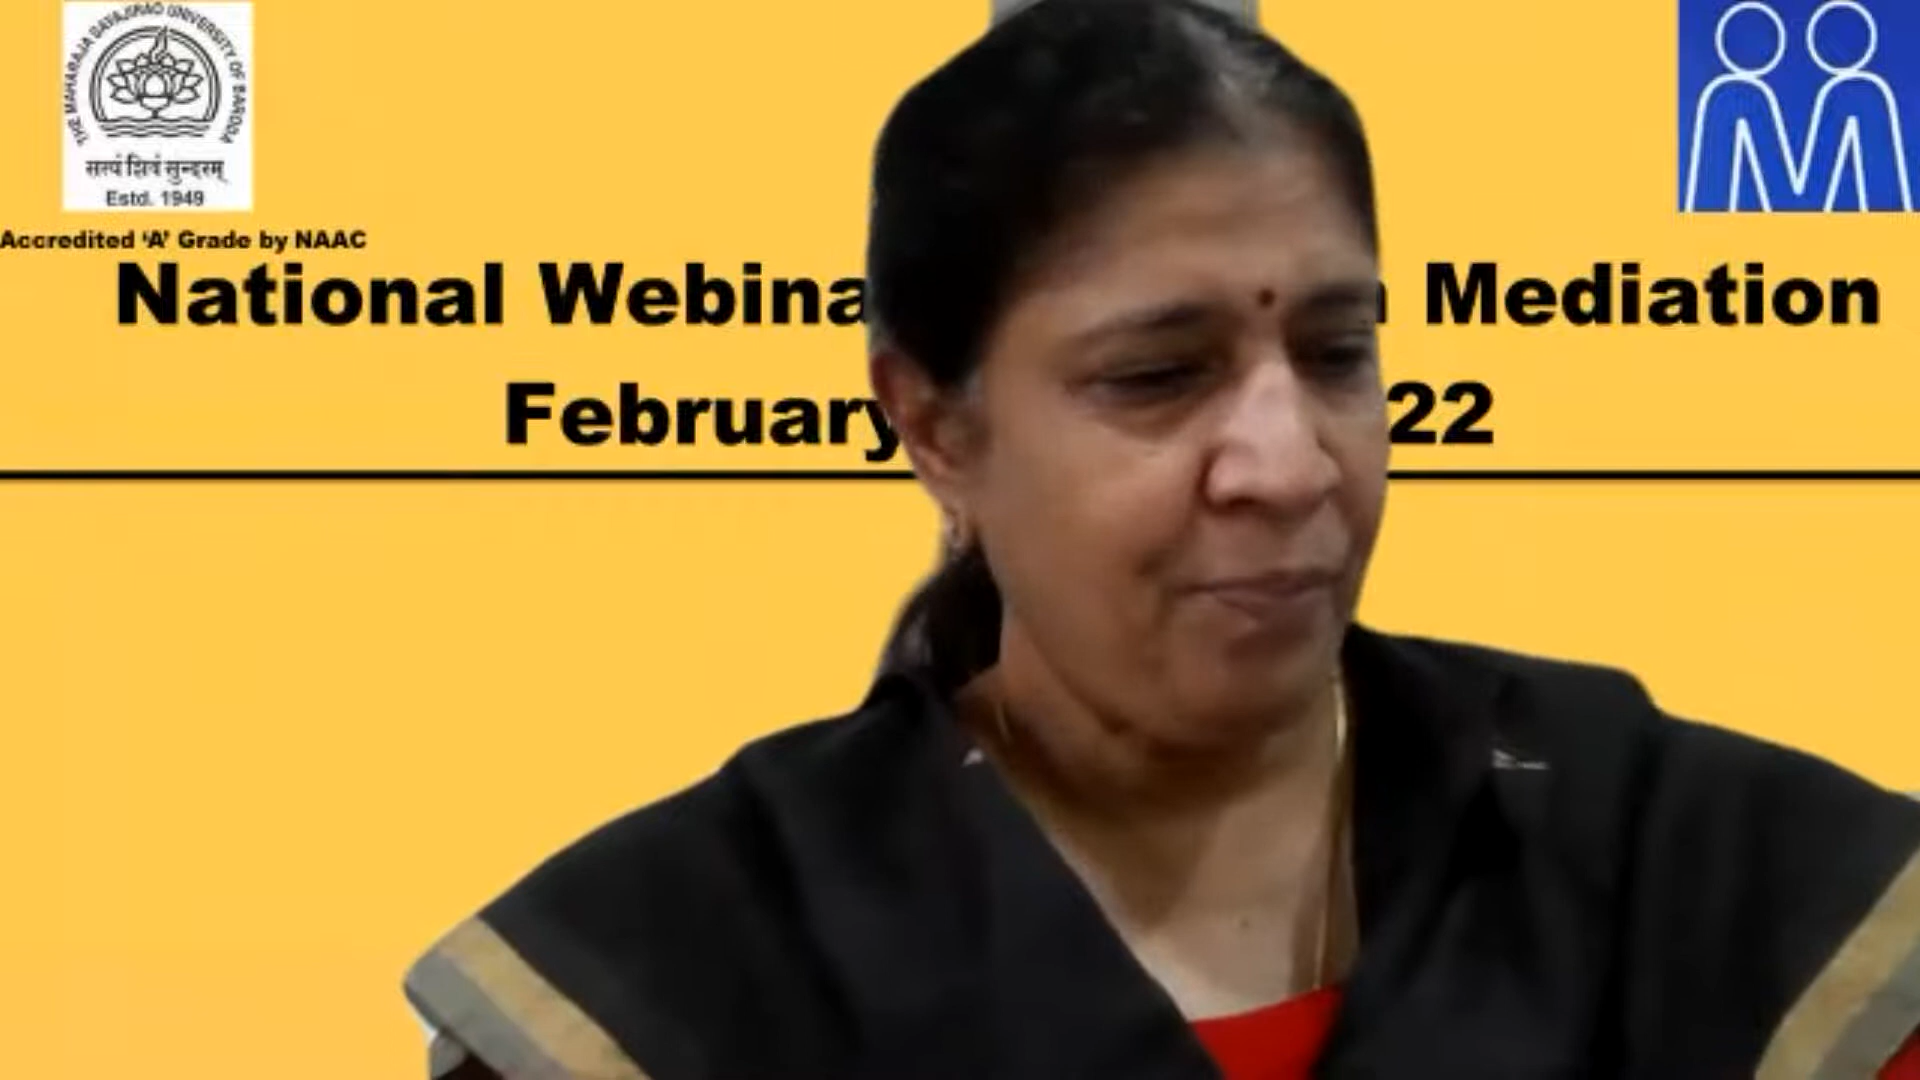 THE MAHARAJA SAYAJIRAO UNIVERSITY OF BARODA
सत्यं शिवं सुन्दरम्
Estd. 1949
Accredited ‘A’ Grade by NAAC
National Webina n Mediation
February 22